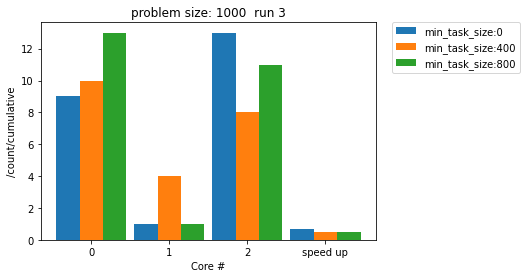 problem size: 1000  run 3
min_task_size:0
min_task_size:400
min_task_size:800
/count/cumulative
12
10
8
6
4
2
0
0 1 2 speed up
Core #